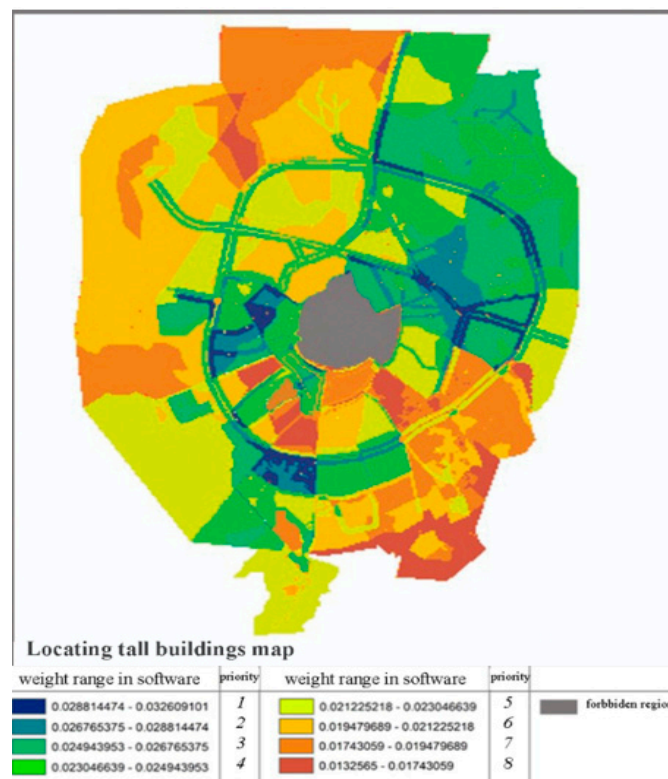 Locating tall buildings map
weight range in software priority weight range in software priority
0.028814474 - 0.032609101 1 0.021225218 - 0.023046639 5 forbbiden region
0.026765375 - 0.028814474 2 0.019479689 - 0.021225218 6
0.024943953 - 0.026765375 3 0.01743059 - 0.019479689 7
0.023046639 - 0.024943953 4 0.0132565 - 0.01743059 8